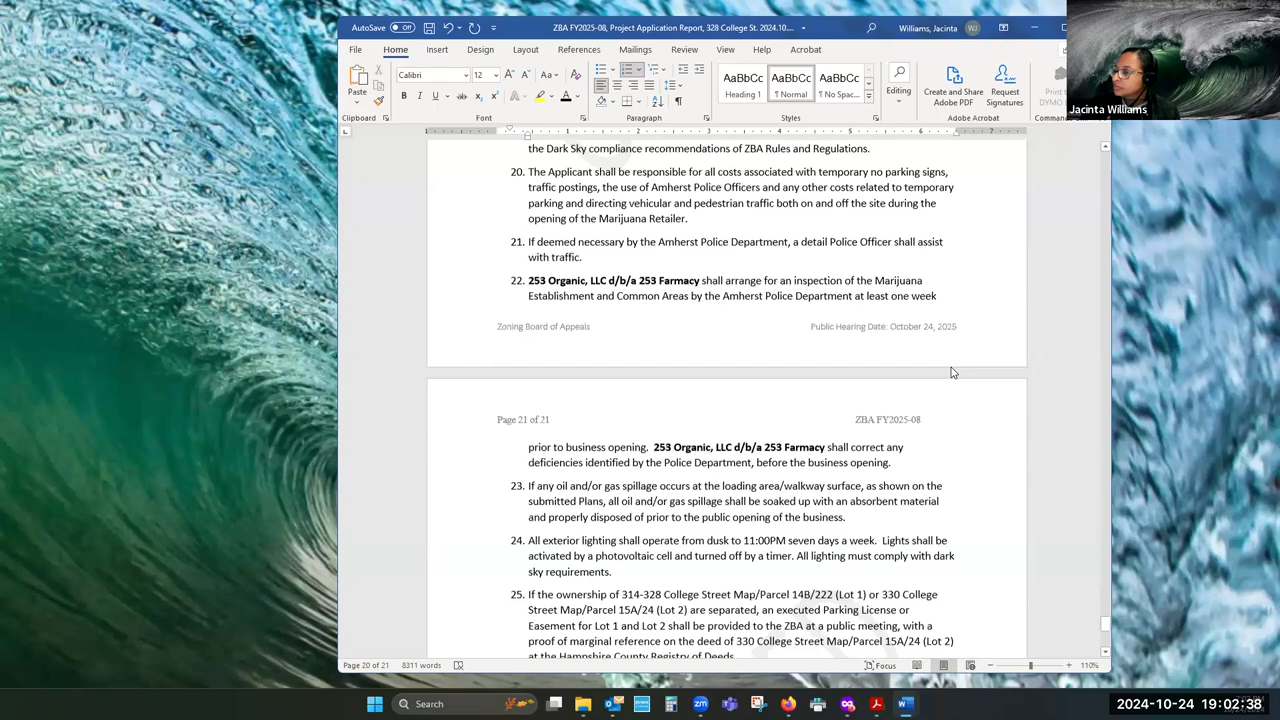 AutoSave Off
ZBA FY2025-08, Project Application Report, 328 College St. 2024.10....
Williams, Jacinta WJ
File Home Insert Design Layout References Mailings Review View Help Acrobat
Paste
Calibri 12
Aa
B I U
AaBbCc AaBbCc AaBbCc
Heading 1 ¶ Normal ¶ No Spac...
Editing
Create and Share Adobe PDF
Request Signatures
Print to DYMO
Clipboard Font Paragraph Styles Adobe Acrobat
Jacinta Williams
the Dark Sky compliance recommendations of ZBA Rules and Regulations.
20. The Applicant shall be responsible for all costs associated with temporary no parking signs,
traffic postings, the use of Amherst Police Officers and any other costs related to temporary
parking and directing vehicular and pedestrian traffic both on and off the site during the
opening of the Marijuana Retailer.
21. If deemed necessary by the Amherst Police Department, a detail Police Officer shall assist
with traffic.
22. 253 Organic, LLC d/b/a 253 Farmacy shall arrange for an inspection of the Marijuana
Establishment and Common Areas by the Amherst Police Department at least one week
Zoning Board of Appeals Public Hearing Date: October 24, 2025
Page 21 of 21 ZBA FY2025-08
prior to business opening. 253 Organic, LLC d/b/a 253 Farmacy shall correct any
deficiencies identified by the Police Department, before the business opening.
23. If any oil and/or gas spillage occurs at the loading area/walkway surface, as shown on the
submitted Plans, all oil and/or gas spillage shall be soaked up with an absorbent material
and properly disposed of prior to the public opening of the business.
24. All exterior lighting shall operate from dusk to 11:00PM seven days a week. Lights shall be
activated by a photovoltaic cell and turned off by a timer. All lighting must comply with dark
sky requirements.
25. If the ownership of 314-328 College Street Map/Parcel 14B/222 (Lot 1) or 330 College
Street Map/Parcel 15A/24 (Lot 2) are separated, an executed Parking License or
Easement for Lot 1 and Lot 2 shall be provided to the ZBA at a public meeting, with a
proof of marginal reference on the deed of 330 College Street Map/Parcel 15A/24 (Lot 2)
at the Hampshire County Registry of Deeds
Page 20 of 21 8311 words Focus 110%
Search
2024-10-24 19:02:38